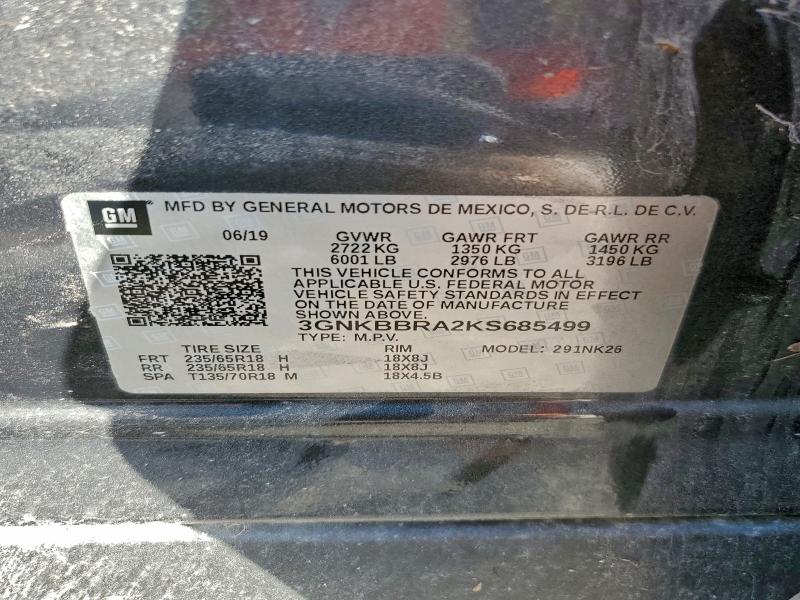 GM MFD BY GENERAL MOTORS DE MEXICO, S. DE R.L. DE C.V.
06/19 GVWR GAWR FRT GAWR RR
2722 KG 1350 KG 1450 KG
6001 LB 2976 LB 3196 LB
THIS VEHICLE CONFORMS TO ALL
APPLICABLE U.S. FEDERAL MOTOR
VEHICLE SAFETY STANDARDS IN EFFECT
ON THE DATE OF MANUFACTURE
SHOWN ABOVE.
3GNKBBRA2KS685499
TYPE: M.P.V. MODEL: 291NK26
TIRE SIZE RIM
FRT 235/65R18 H 18X8J
RR 235/65R18 H 18X8J
SPA T135/70R18 M 18X4.5B